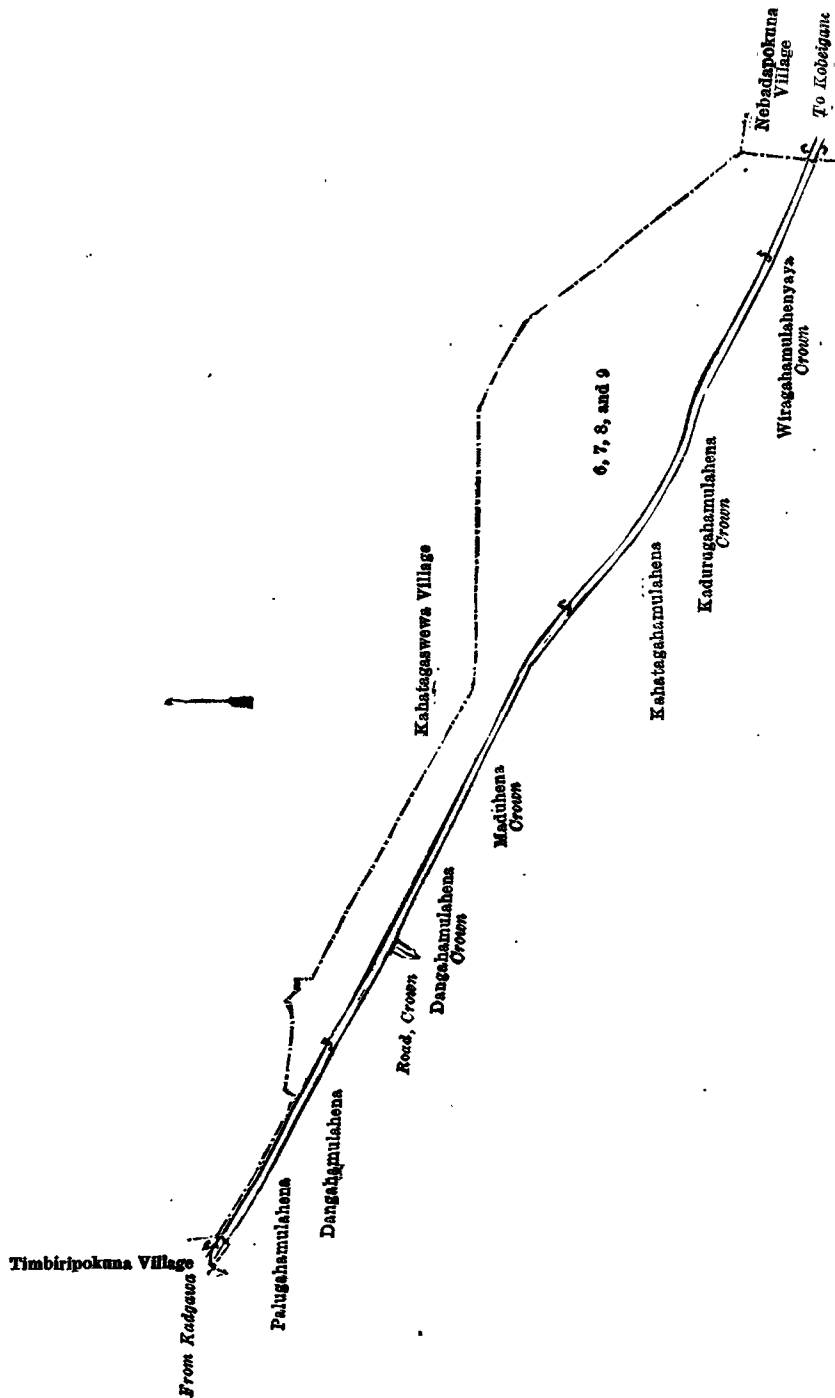 Timbiripokuna Village
From Kadgawa
Palugahamulahena
Dangahamulahena
Road, Crown
Dangahamulahena
Crown
Maduhena
Crown
Kahatagaswewa Village
6, 7, 8, and 9
Kahatagahamulahena
Kadurugahamulahena
Crown
Wiragahamulahenyaya
Crown
Nebadapokuna
Village
To Kobeigane